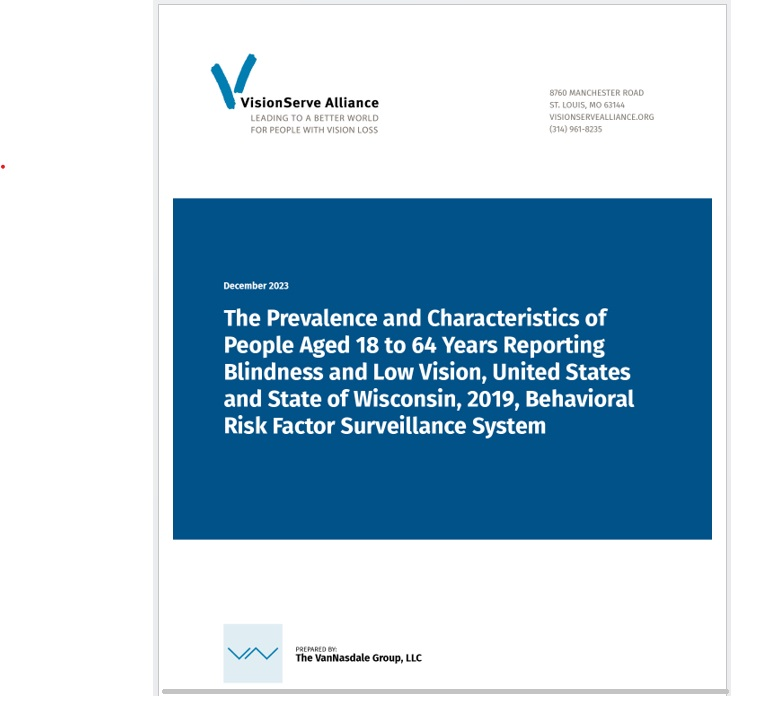 VisionServe Alliance
LEADING TO A BETTER WORLD
FOR PEOPLE WITH VISION LOSS
8760 MANCHESTER ROAD
ST. LOUIS, MO 63144
VISIONSERVEALLIANCE.ORG
(314) 961-8235
December 2023
The Prevalence and Characteristics of
People Aged 18 to 64 Years Reporting
Blindness and Low Vision, United States
and State of Wisconsin, 2019, Behavioral
Risk Factor Surveillance System
PREPARED BY:
The VanNasdale Group, LLC